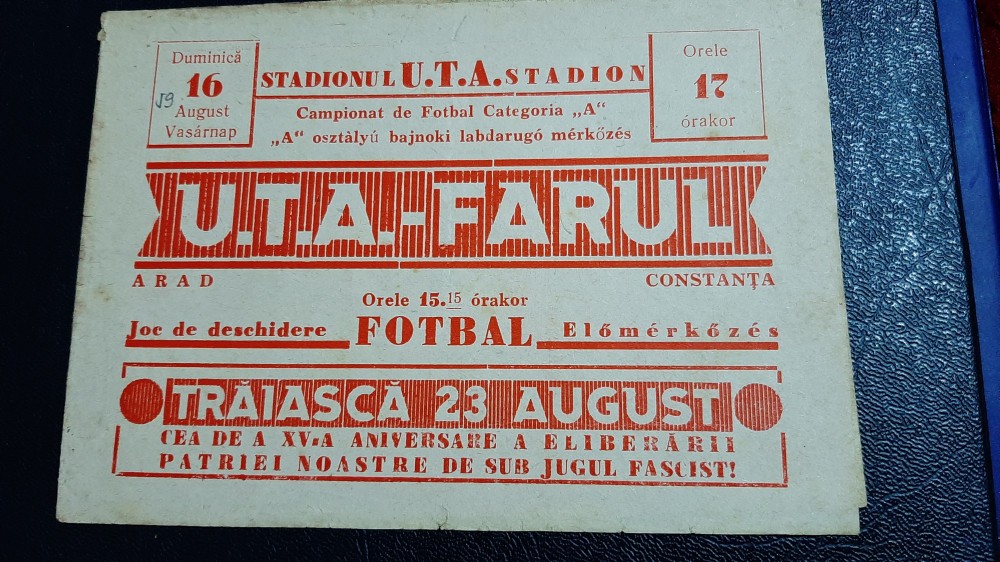 Duminică
16
59
August
Vasárnap
STADIONUL U.T.A. STADION
Campionat de Fotbal Categoria „A“
„A“ osztályú bajnoki labdarugó mérkőzés
Orele
17
órakor
U.T.A.-FARUL
ARAD
CONSTANȚA
Orele 15.15 órakor
Joc de deschidere FOTBAL Előmérkőzés
TRĂIASCĂ 23 AUGUST
CEA DE A XV-A ANIVERSARE A ELIBERĂRII
PATRIEI NOASTRE DE SUB JUGUL FASCIST!